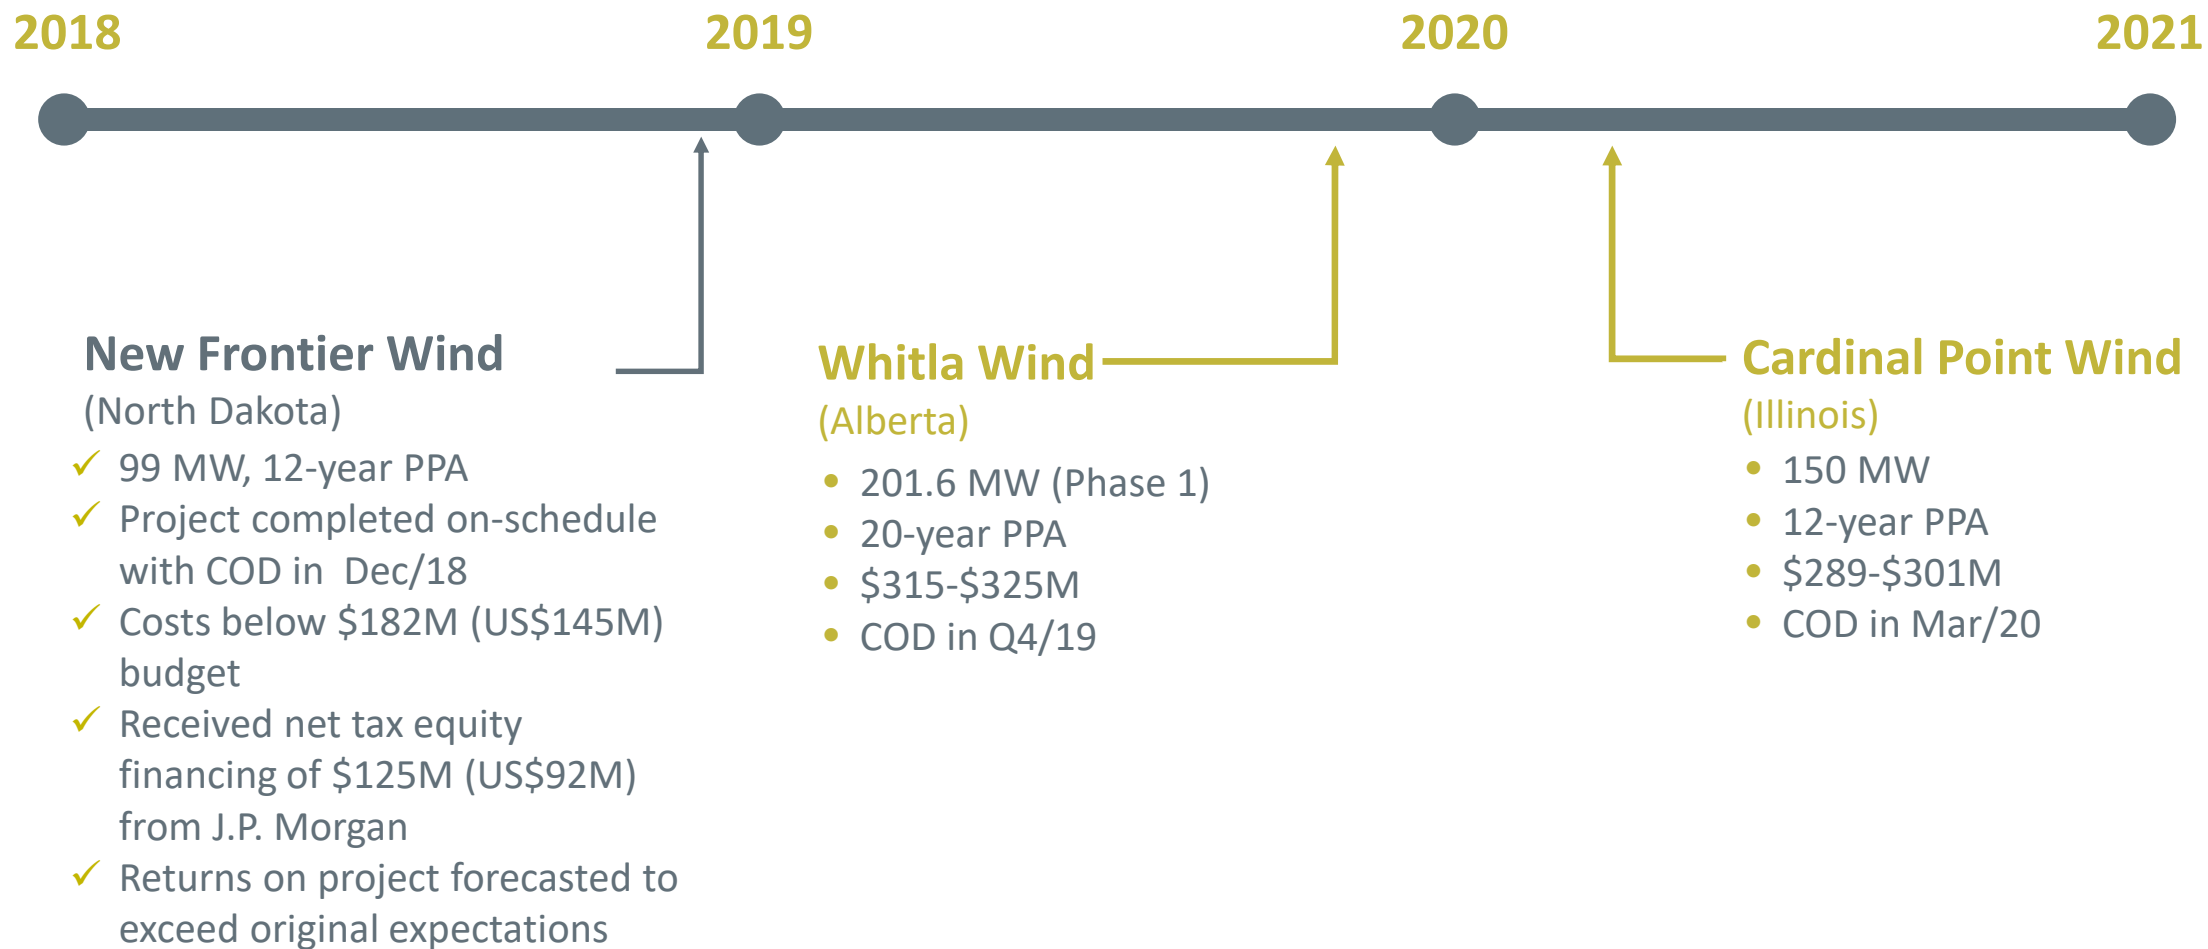 2018
2019
2020
2021
New Frontier Wind
(North Dakota)
✓ 99 MW, 12-year PPA
✓ Project completed on-schedule
with COD in Dec/18
✓ Costs below $182M (US$145M)
budget
✓ Received net tax equity
financing of $125M (US$92M)
from J.P. Morgan
✓ Returns on project forecasted to
exceed original expectations
Whitla Wind
(Alberta)
• 201.6 MW (Phase 1)
• 20-year PPA
• $315-$325M
• COD in Q4/19
Cardinal Point Wind
(Illinois)
• 150 MW
• 12-year PPA
• $289-$301M
• COD in Mar/20